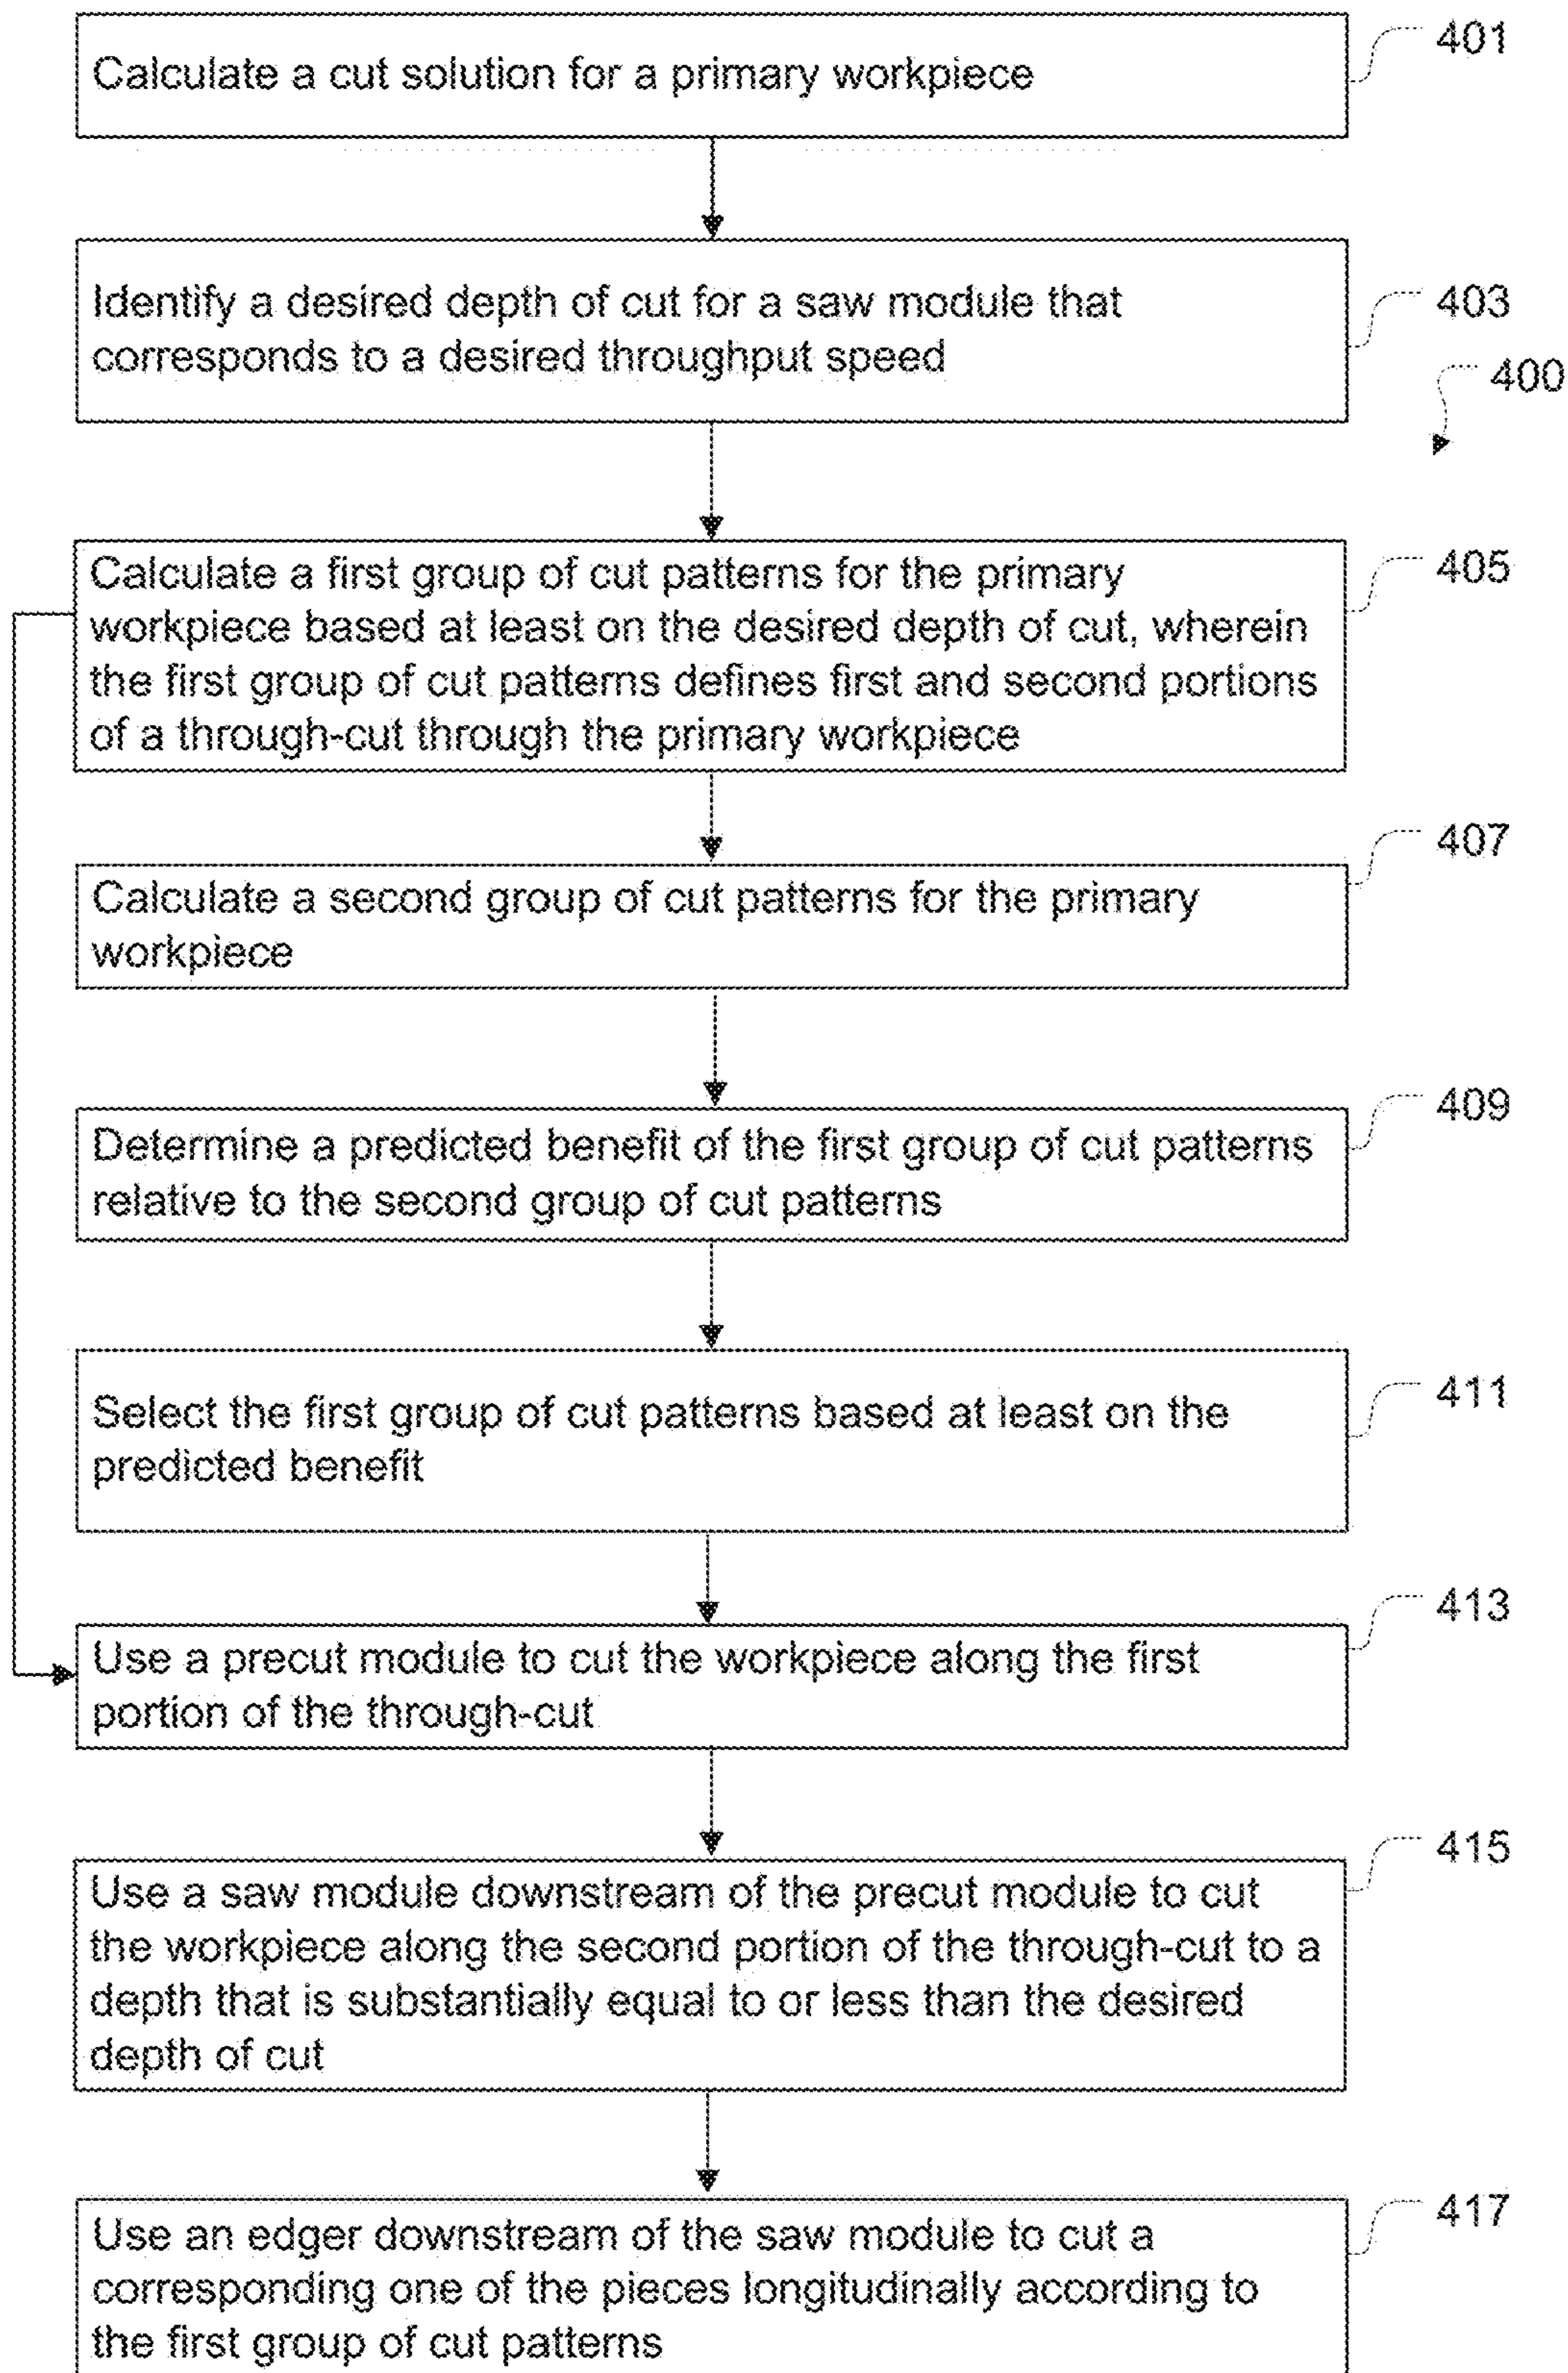 Calculate a cut solution for a primary workpiece
401
Identify a desired depth of cut for a saw module that
corresponds to a desired throughput speed
403
400
Calculate a first group of cut patterns for the primary
workpiece based at least on the desired depth of cut, wherein
the first group of cut patterns defines first and second portions
of a through-cut through the primary workpiece
405
Calculate a second group of cut patterns for the primary
workpiece
407
Determine a predicted benefit of the first group of cut patterns
relative to the second group of cut patterns
409
Select the first group of cut patterns based at least on the
predicted benefit
411
Use a precut module to cut the workpiece along the first
portion of the through-cut
413
Use a saw module downstream of the precut module to cut
the workpiece along the second portion of the through-cut to a
depth that is substantially equal to or less than the desired
depth of cut
415
Use an edger downstream of the saw module to cut a
corresponding one of the pieces longitudinally according to
the first group of cut patterns
417